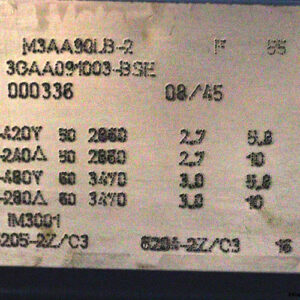 M3AA90LB-2 F 55
3GAA091003-BSE
000336 08/45
-420Y 50 2860 2.7 5.8
-240Δ 50 2860 2.7 10
-480Y 60 3470 3.0 5.8
-280Δ 60 3470 3.0 10
IM3001
6205-2Z/C3 6204-2Z/C3 16